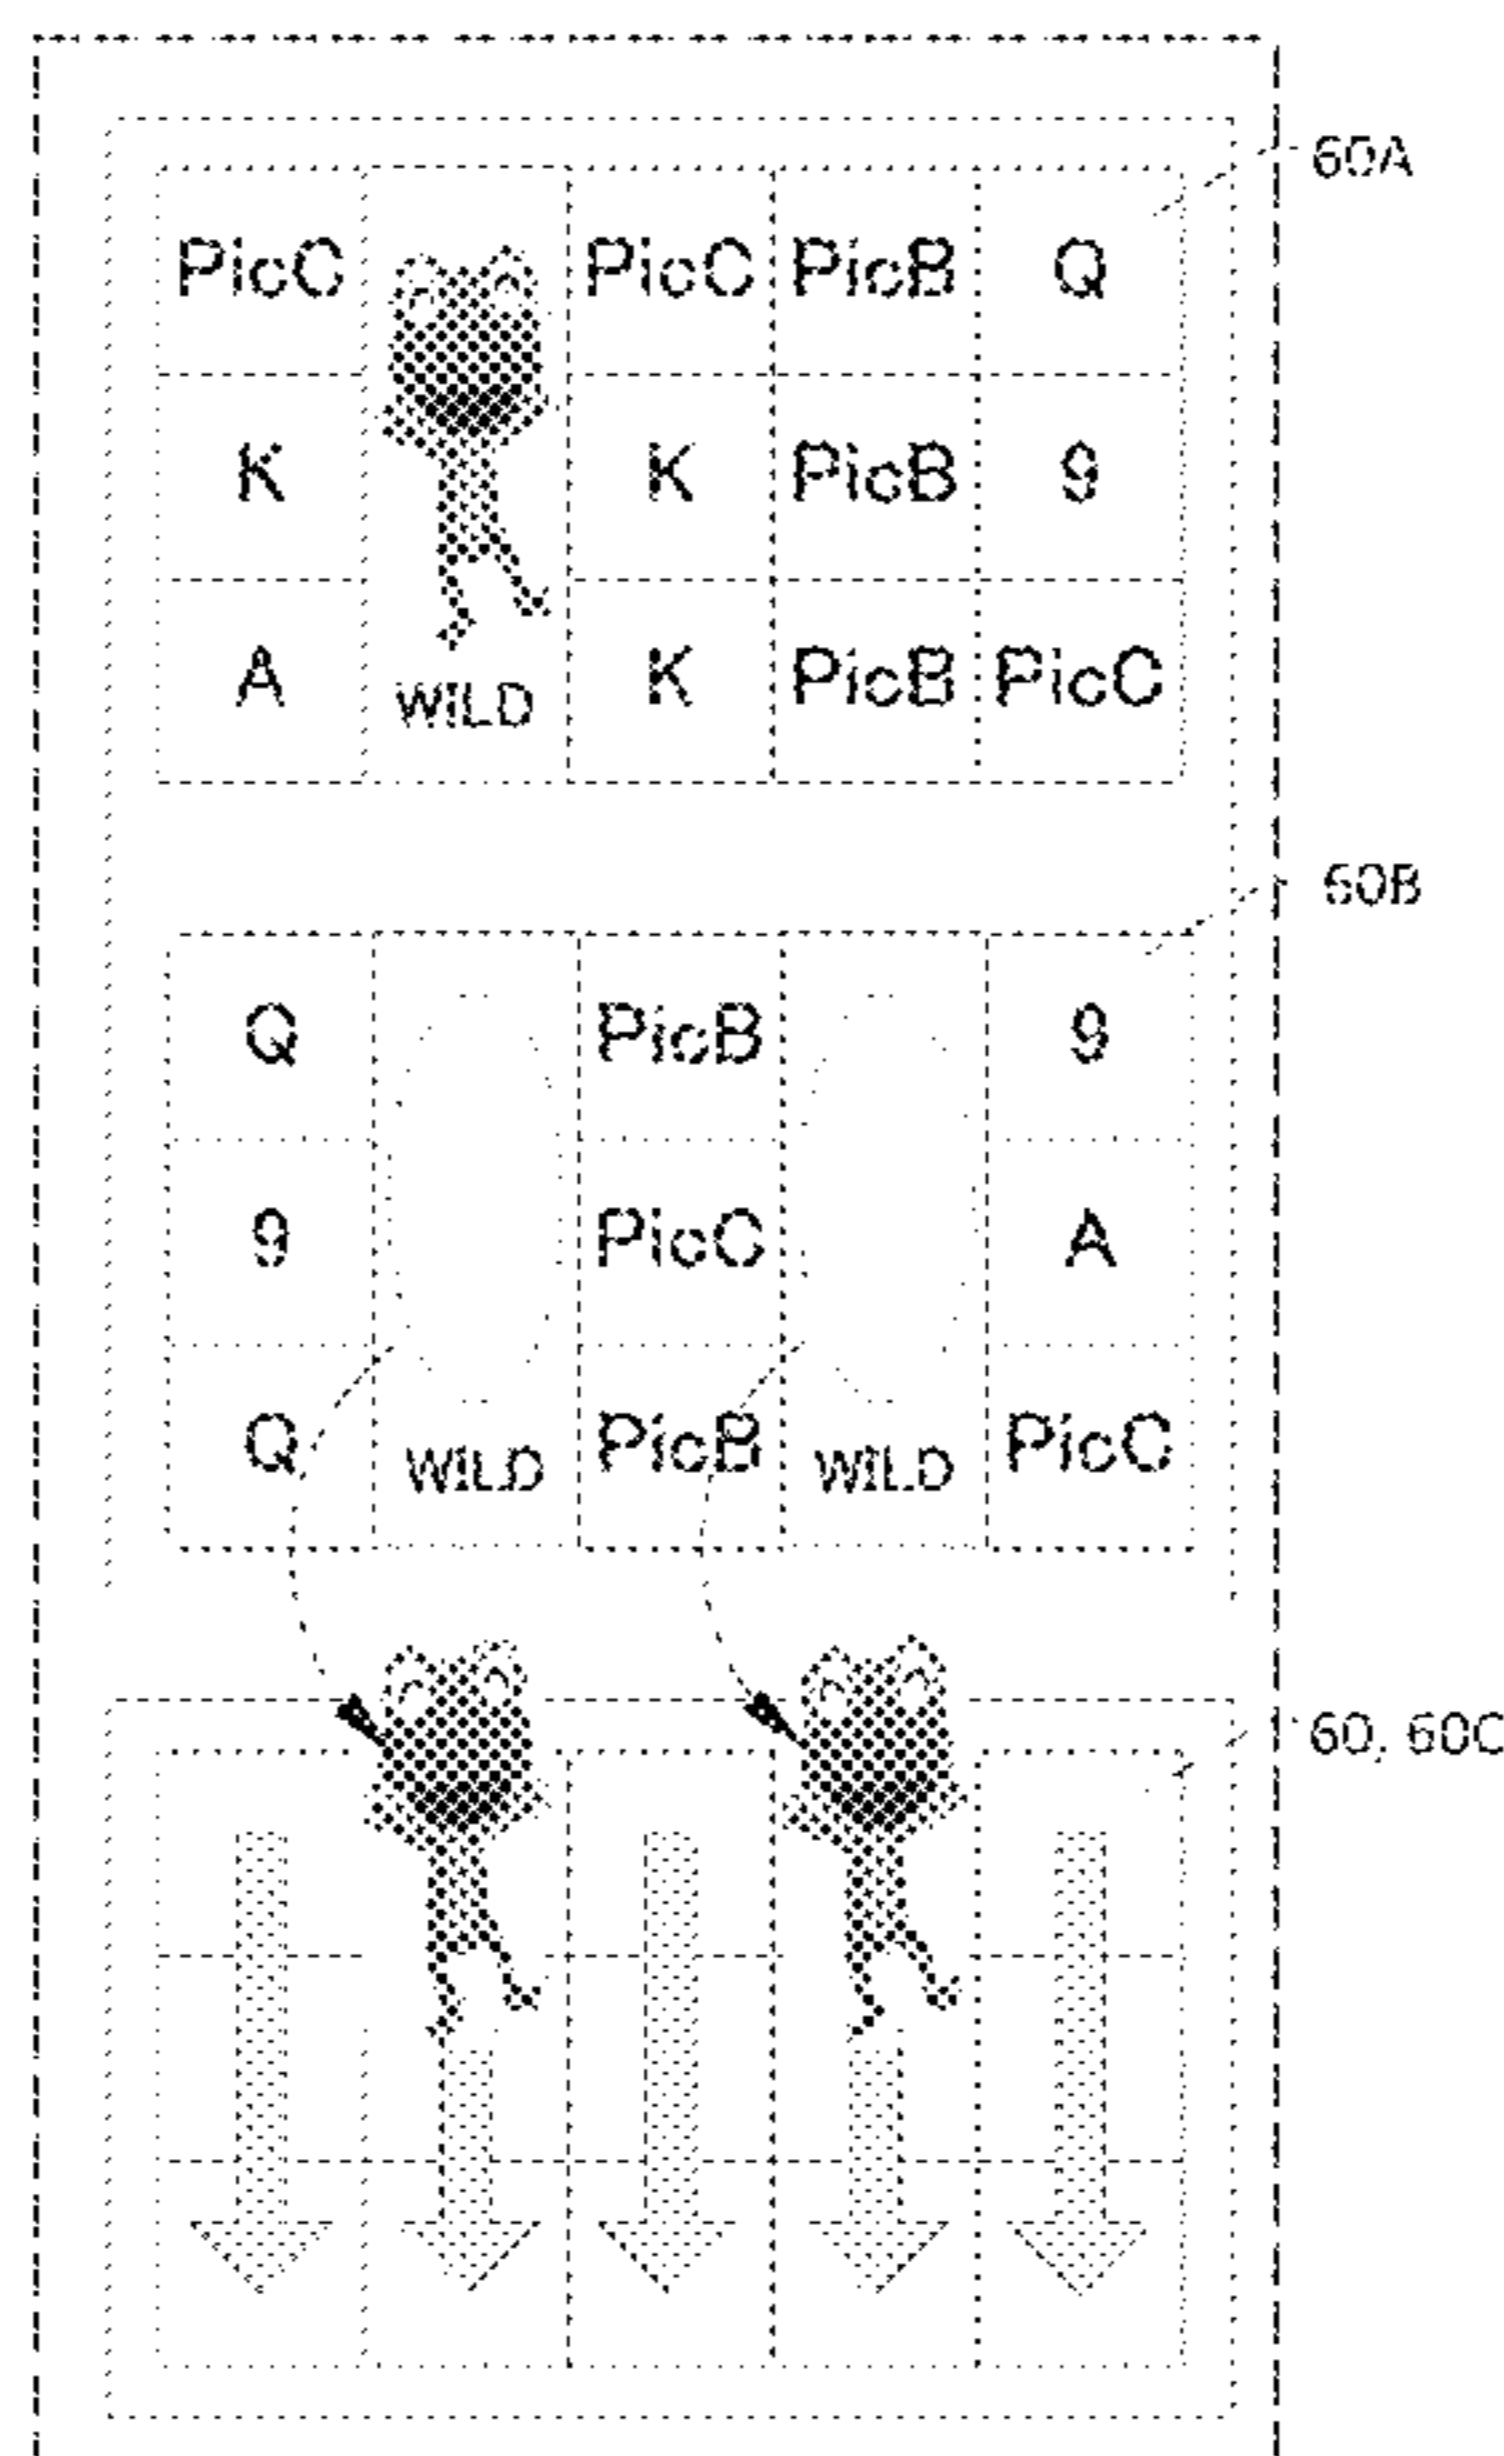 60A
PicC PicC PicB Q
K K PicB 9
A WILD K PicB PicC
60B
Q PicB 9
9 PicC A
Q WILD PicB WILD PicC
60, 60C